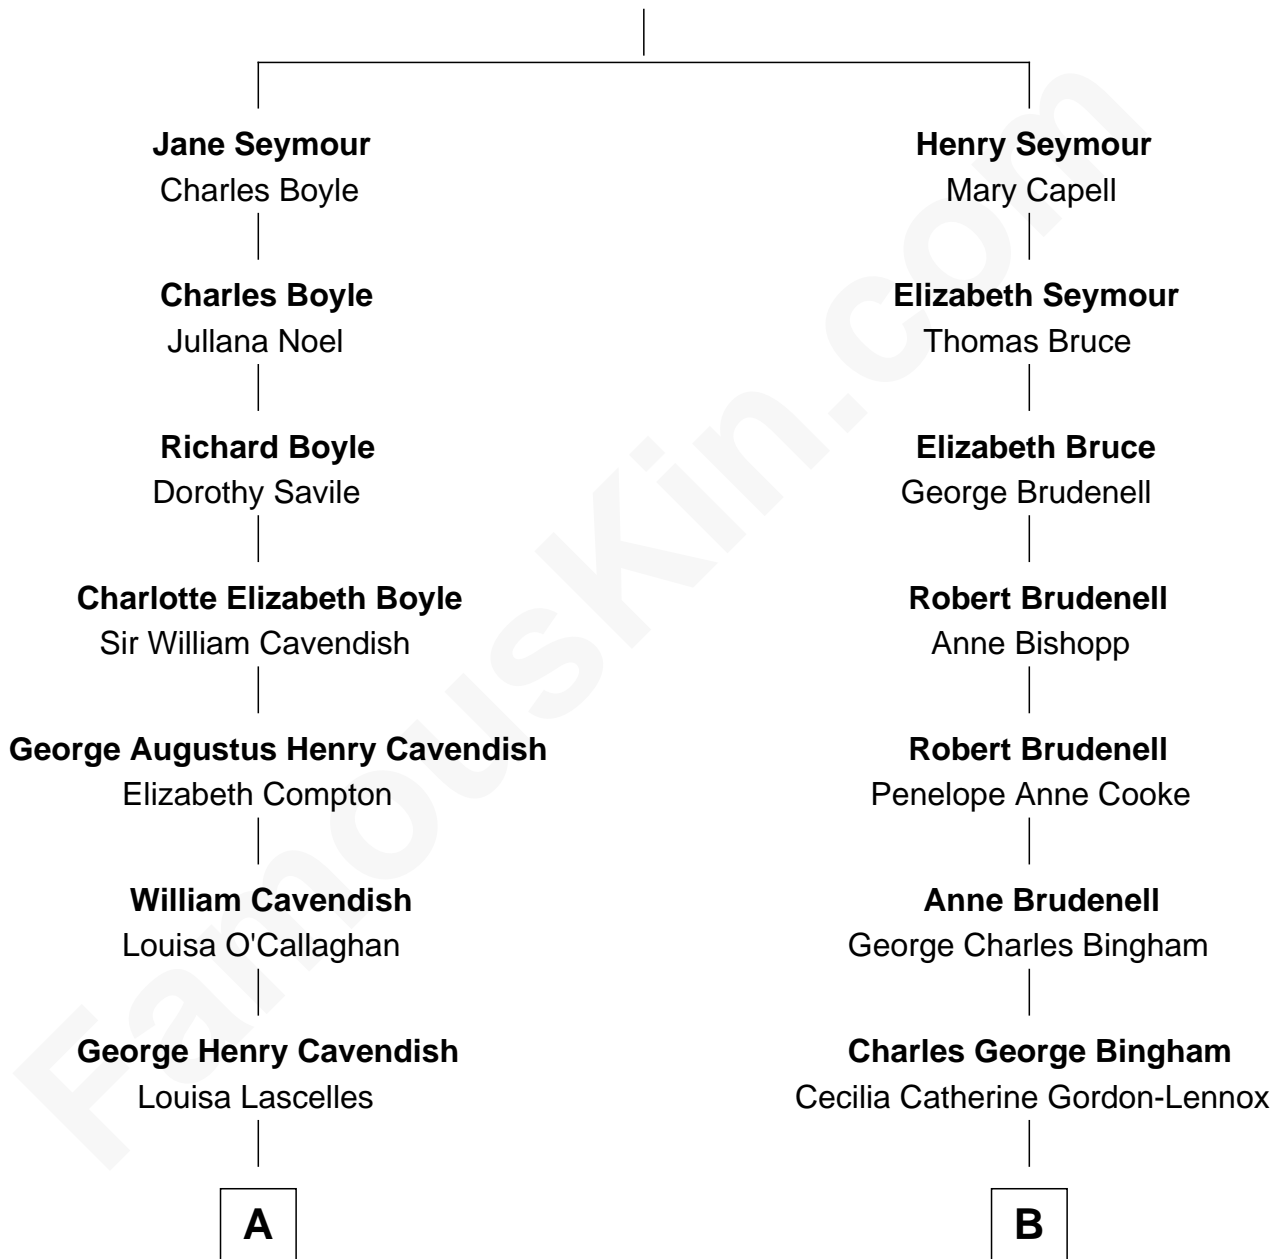 Jane Seymour
Charles Boyle
Charles Boyle
Jullana Noel
Richard Boyle
Dorothy Savile
Charlotte Elizabeth Boyle
Sir William Cavendish
George Augustus Henry Cavendish
Elizabeth Compton
William Cavendish
Louisa O'Callaghan
George Henry Cavendish
Louisa Lascelles
A
Henry Seymour
Mary Capell
Elizabeth Seymour
Thomas Bruce
Elizabeth Bruce
George Brudenell
Robert Brudenell
Anne Bishopp
Robert Brudenell
Penelope Anne Cooke
Anne Brudenell
George Charles Bingham
Charles George Bingham
Cecilia Catherine Gordon-Lennox
B
FamousKin.com